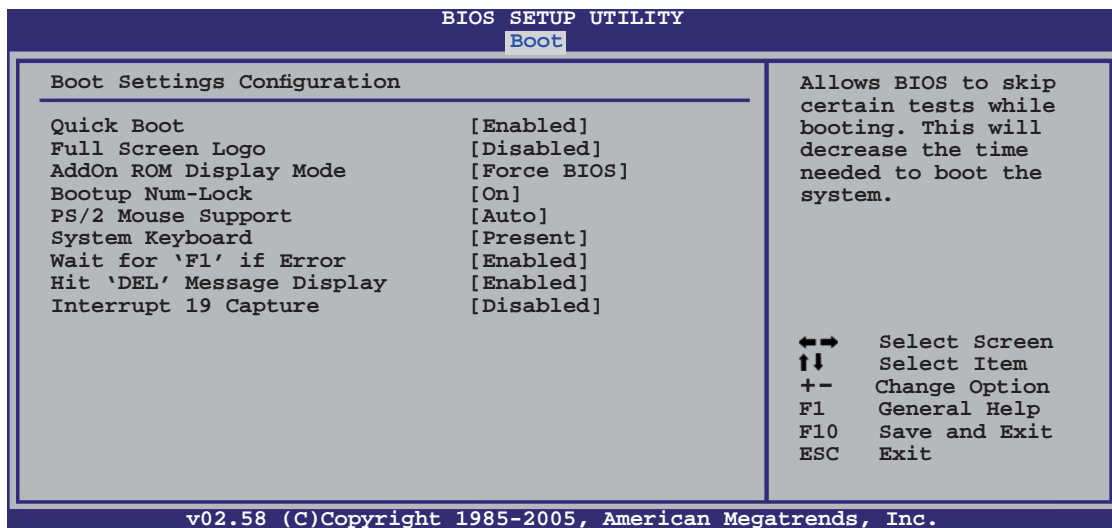 BIOS SETUP UTILITY
Boot
Boot Settings Configuration
Quick Boot [Enabled]
Full Screen Logo [Disabled]
AddOn ROM Display Mode [Force BIOS]
Bootup Num-Lock [On]
PS/2 Mouse Support [Auto]
System Keyboard [Present]
Wait for ‘F1’ if Error [Enabled]
Hit ‘DEL’ Message Display [Enabled]
Interrupt 19 Capture [Disabled]
Allows BIOS to skip
certain tests while
booting. This will
decrease the time
needed to boot the
system.
←→ Select Screen
↑↓ Select Item
+- Change Option
F1 General Help
F10 Save and Exit
ESC Exit
v02.58 (C)Copyright 1985-2005, American Megatrends, Inc.